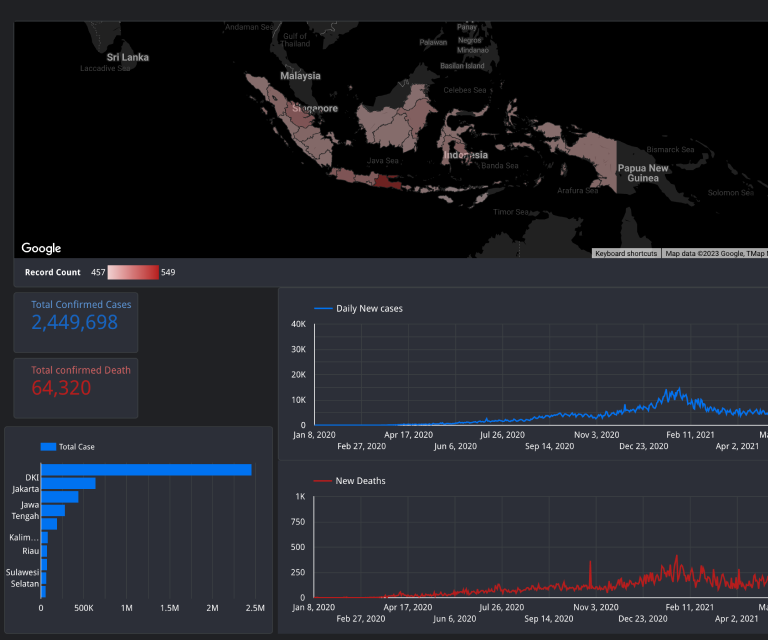 Andaman Sea
Gulf of
Thailand
Panay
Palawan
Negros
Mindanao
Sri Lanka
Laccadive Sea
Basilan Island
Malaysia
Celebes Sea
Singapore
Bismarck Sea
Java Sea
Indonesia
Banda Sea
Papua New
Guinea
Arafura Sea
Solomon Sea
Timor Sea
Google
Keyboard shortcuts
Map data ©2023 Google, TMap
Record Count 457 549
Total Confirmed Cases
2,449,698
Total confirmed Death
64,320
Total Case
DKI
Jakarta
Jawa
Tengah
Kalim...
Riau
Sulawesi
Selatan
0 500K 1M 1.5M 2M 2.5M
Daily New cases
40K
30K
20K
10K
0
Jan 8, 2020 Apr 17, 2020 Jul 26, 2020 Nov 3, 2020 Feb 11, 2021 Ma
Feb 27, 2020 Jun 6, 2020 Sep 14, 2020 Dec 23, 2020 Apr 2, 2021
New Deaths
1K
750
500
250
0
Jan 8, 2020 Apr 17, 2020 Jul 26, 2020 Nov 3, 2020 Feb 11, 2021 Ma
Feb 27, 2020 Jun 6, 2020 Sep 14, 2020 Dec 23, 2020 Apr 2, 2021